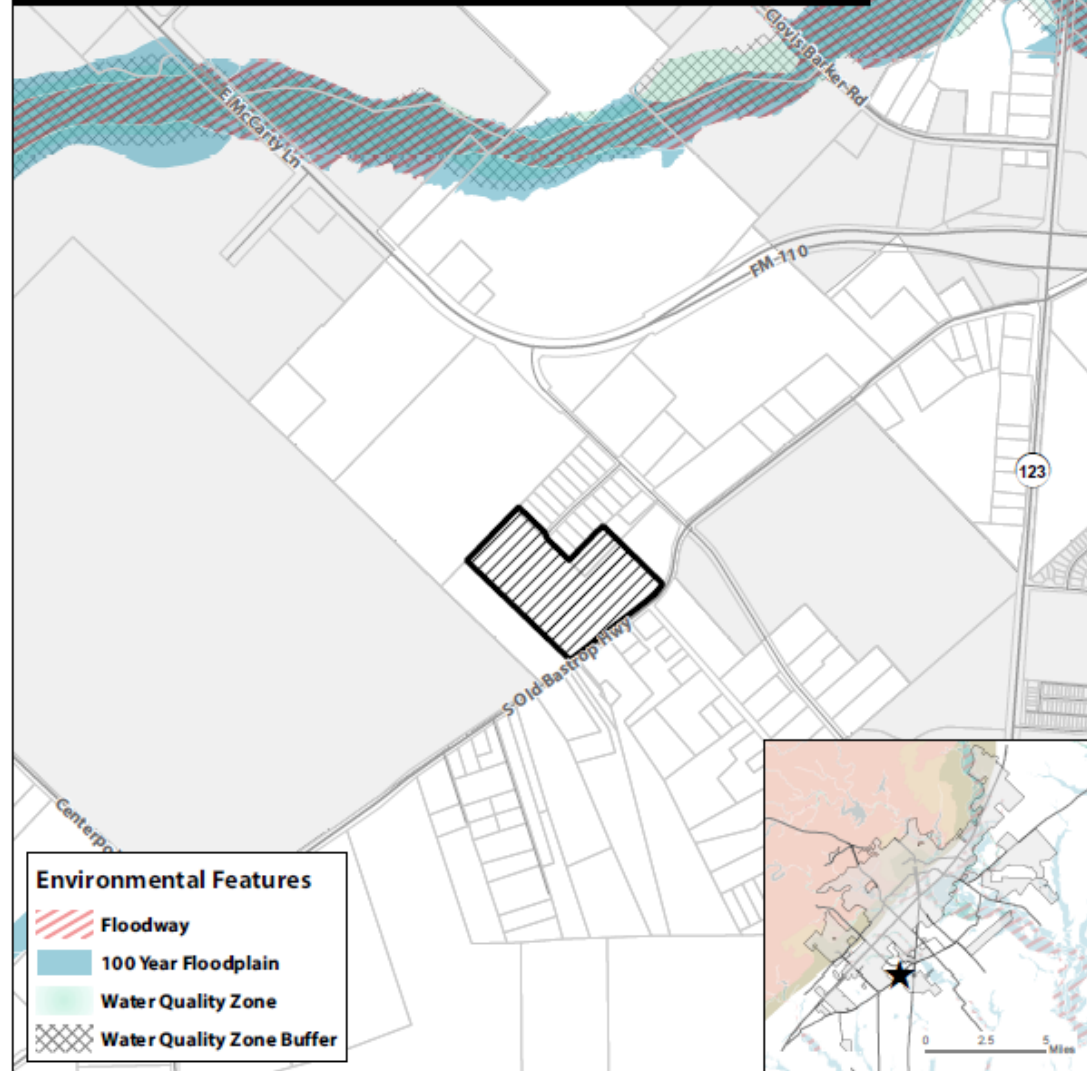 Clovis Barker Rd
E McCarty Ln
FM 110
123
S Old Bastrop Hwy
Environmental Features
Floodway
100 Year Floodplain
Water Quality Zone
Water Quality Zone Buffer
0 2.5 5
Miles